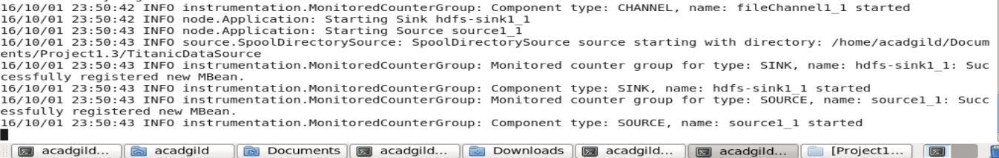 16/10/01 23:50:42 INFO instrumentation.MonitoredCounterGroup: Component type: CHANNEL, name: fileChannel1_1 started
16/10/01 23:50:42 INFO node.Application: Starting Sink hdfs-sink1_1
16/10/01 23:50:43 INFO node.Application: Starting Source source1_1
16/10/01 23:50:43 INFO source.SpoolDirectorySource: SpoolDirectorySource source starting with directory: /home/acadgild/Docum
ents/Project1.3/TitanicDataSource
16/10/01 23:50:43 INFO instrumentation.MonitoredCounterGroup: Monitored counter group for type: SINK, name: hdfs-sink1_1: Suc
cessfully registered new MBean.
16/10/01 23:50:43 INFO instrumentation.MonitoredCounterGroup: Component type: SINK, name: hdfs-sink1_1 started
16/10/01 23:50:43 INFO instrumentation.MonitoredCounterGroup: Monitored counter group for type: SOURCE, name: source1_1: Succ
essfully registered new MBean.
16/10/01 23:50:43 INFO instrumentation.MonitoredCounterGroup: Component type: SOURCE, name: source1_1 started
acadgild... acadgild Documents acadgild... Downloads acadgild... acadgild... [Project1...